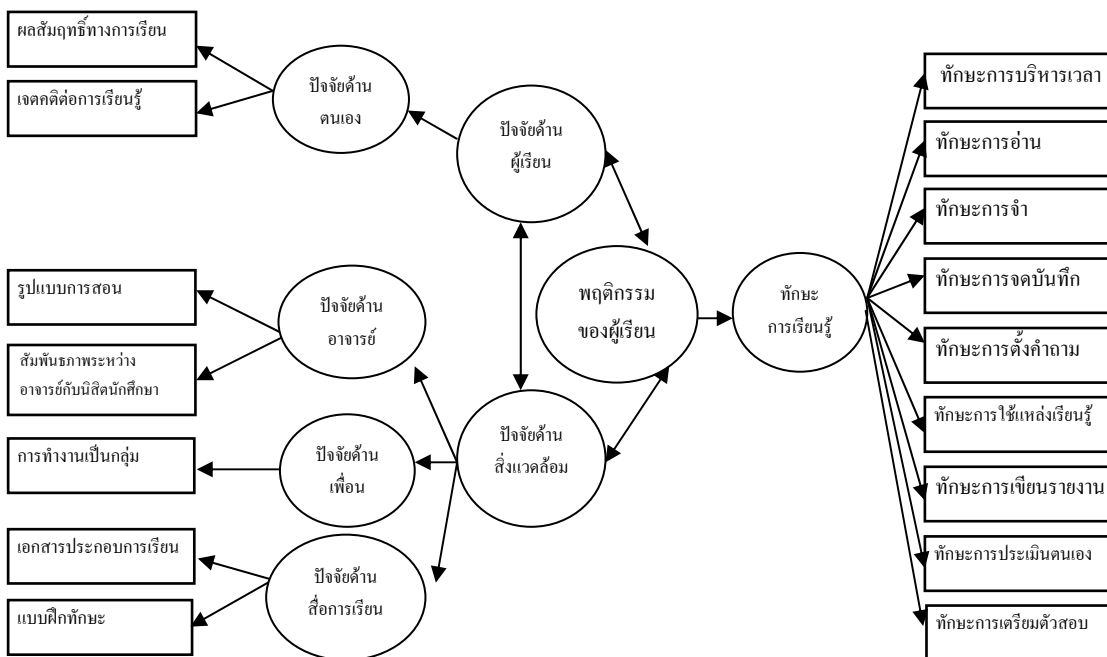 ผลสัมฤทธิ์ทางการเรียน
เจตคติต่อการเรียนรู้
ปัจจัยด้าน
ตนเอง
ปัจจัยด้าน
ผู้เรียน
รูปแบบการสอน
สัมพันธภาพระหว่าง
อาจารย์กับนิสิตนักศึกษา
ปัจจัยด้าน
อาจารย์
พฤติกรรม
ของผู้เรียน
ทักษะ
การเรียนรู้
การทำงานเป็นกลุ่ม
ปัจจัยด้าน
เพื่อน
ปัจจัยด้าน
สิ่งแวดล้อม
เอกสารประกอบการเรียน
แบบฝึกทักษะ
ปัจจัยด้าน
สื่อการเรียน
ทักษะการบริหารเวลา
ทักษะการอ่าน
ทักษะการจำ
ทักษะการจดบันทึก
ทักษะการตั้งคำถาม
ทักษะการใช้แหล่งเรียนรู้
ทักษะการเขียนรายงาน
ทักษะการประเมินตนเอง
ทักษะการเตรียมตัวสอบ